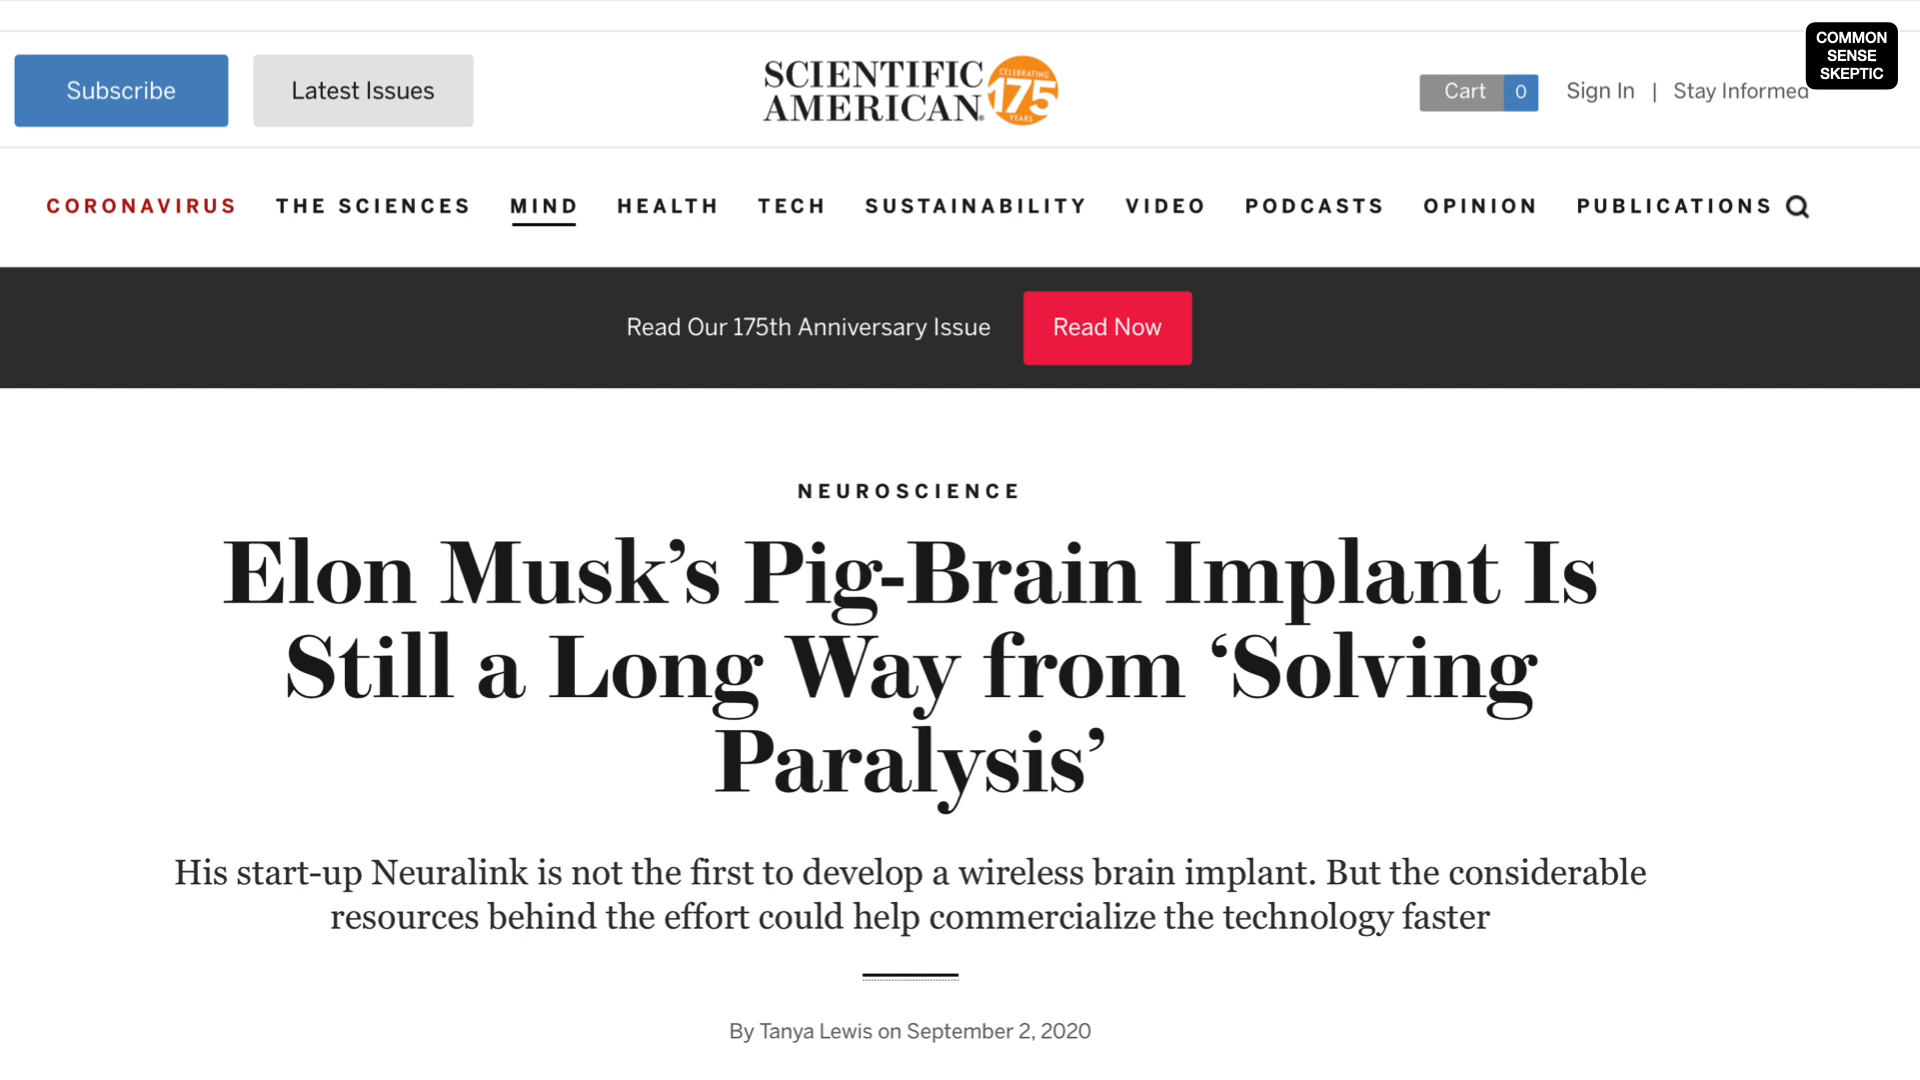 COMMON
SENSE
SKEPTIC
Subscribe
Latest Issues
SCIENTIFIC
AMERICAN®
CELEBRATING
175
YEARS
Cart 0
Sign In | Stay Informed
CORONAVIRUS THE SCIENCES MIND HEALTH TECH SUSTAINABILITY VIDEO PODCASTS OPINION PUBLICATIONS
Read Our 175th Anniversary Issue Read Now
NEUROSCIENCE
Elon Musk’s Pig-Brain Implant Is
Still a Long Way from ‘Solving
Paralysis’
His start-up Neuralink is not the first to develop a wireless brain implant. But the considerable
resources behind the effort could help commercialize the technology faster
By Tanya Lewis on September 2, 2020